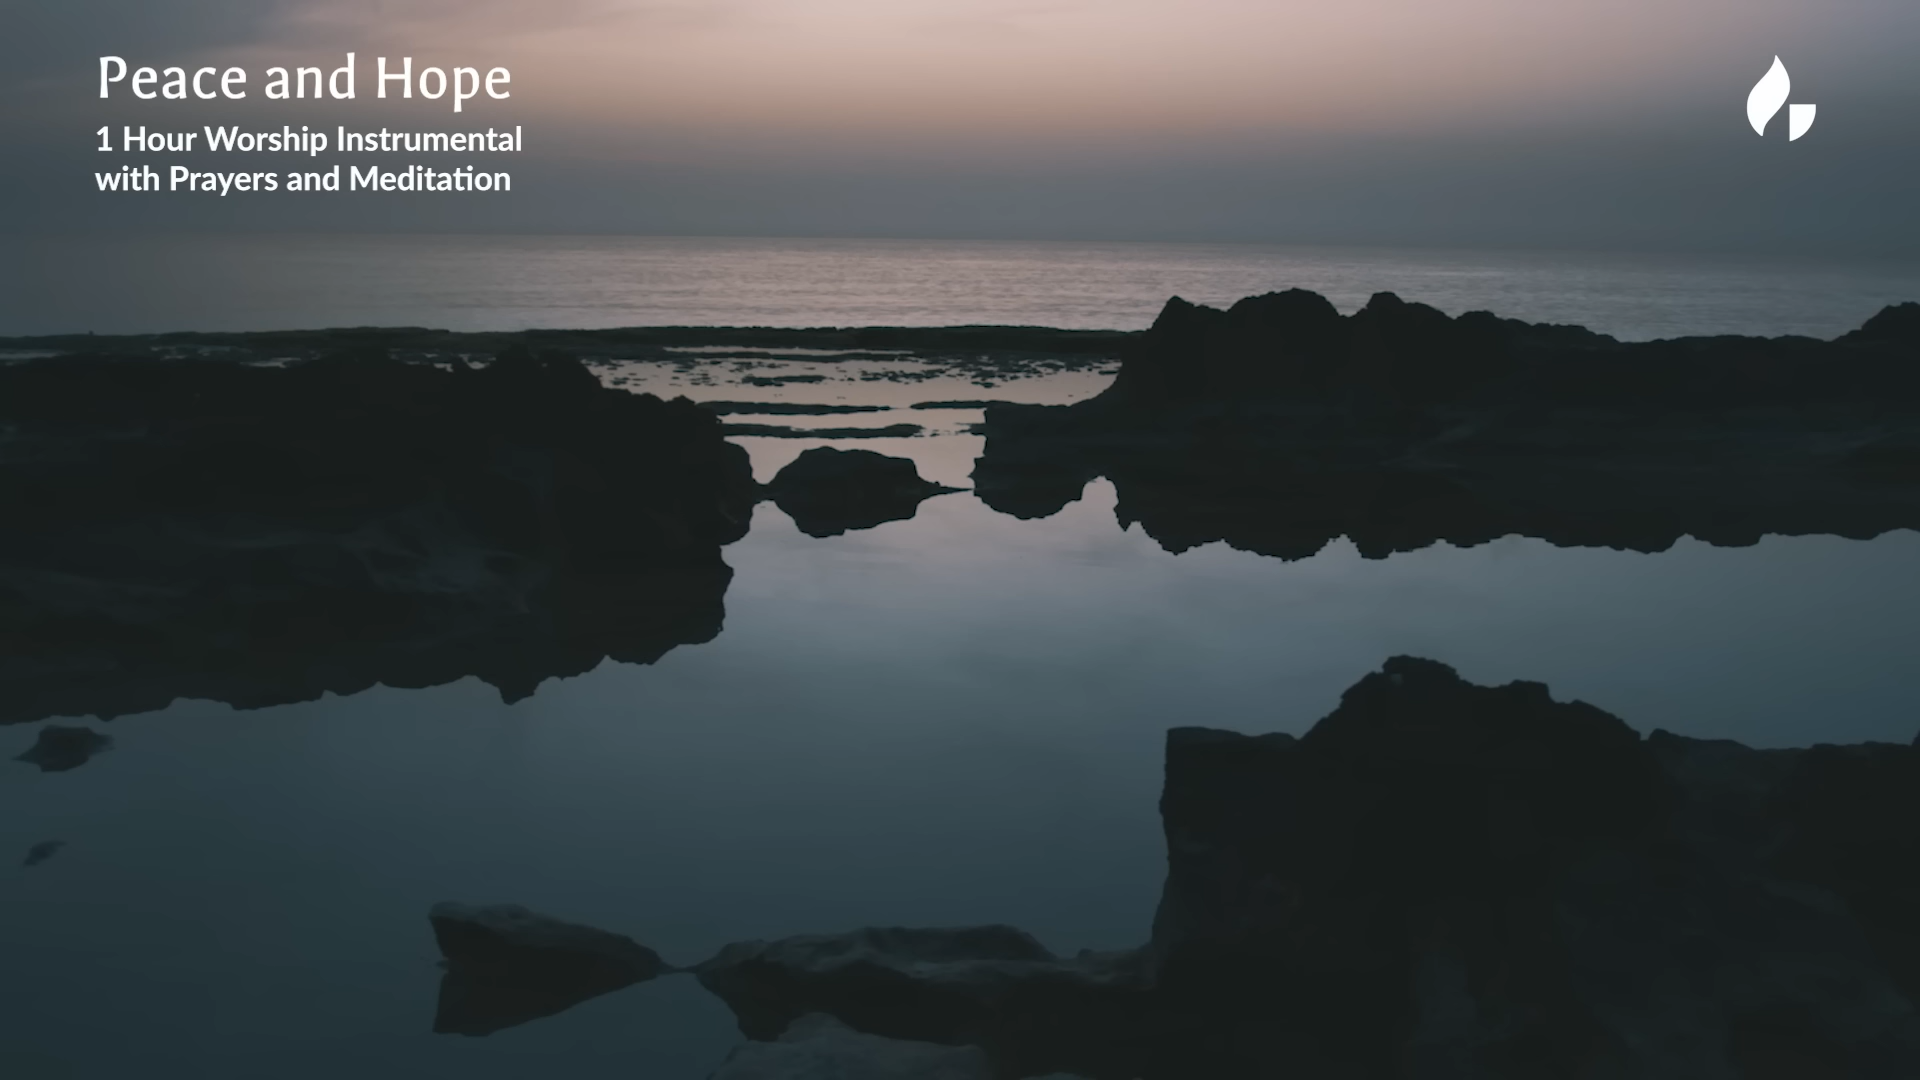 Peace and Hope
1 Hour Worship Instrumental
with Prayers and Meditation